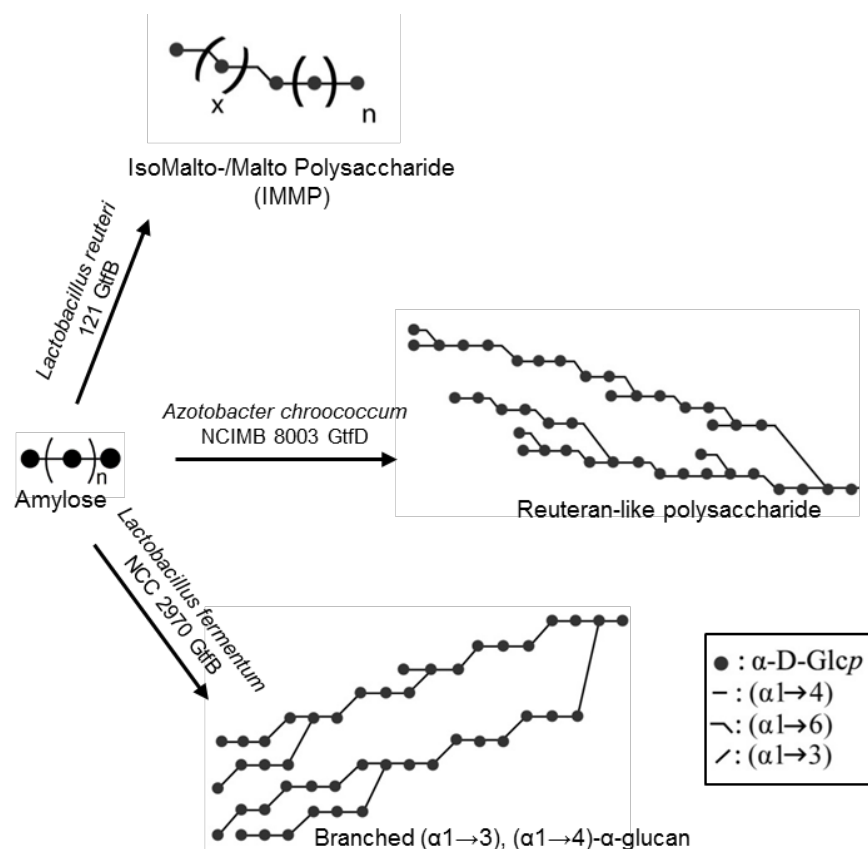 x
n
IsoMalto-/Malto Polysaccharide
(IMMP)
Lactobacillus reuteri
121 GtfB
Azotobacter chroococcum
NCIMB 8003 GtfD
n
Amylose
Reuteran-like polysaccharide
Lactobacillus fermentum
NCC 2970 GtfB
: α-D-Glcp
: (α1→4)
: (α1→6)
: (α1→3)
Branched (α1→3), (α1→4)-α-glucan